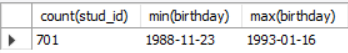 count(stud_id) min(birthday) max(birthday)
701 1988-11-23 1993-01-16